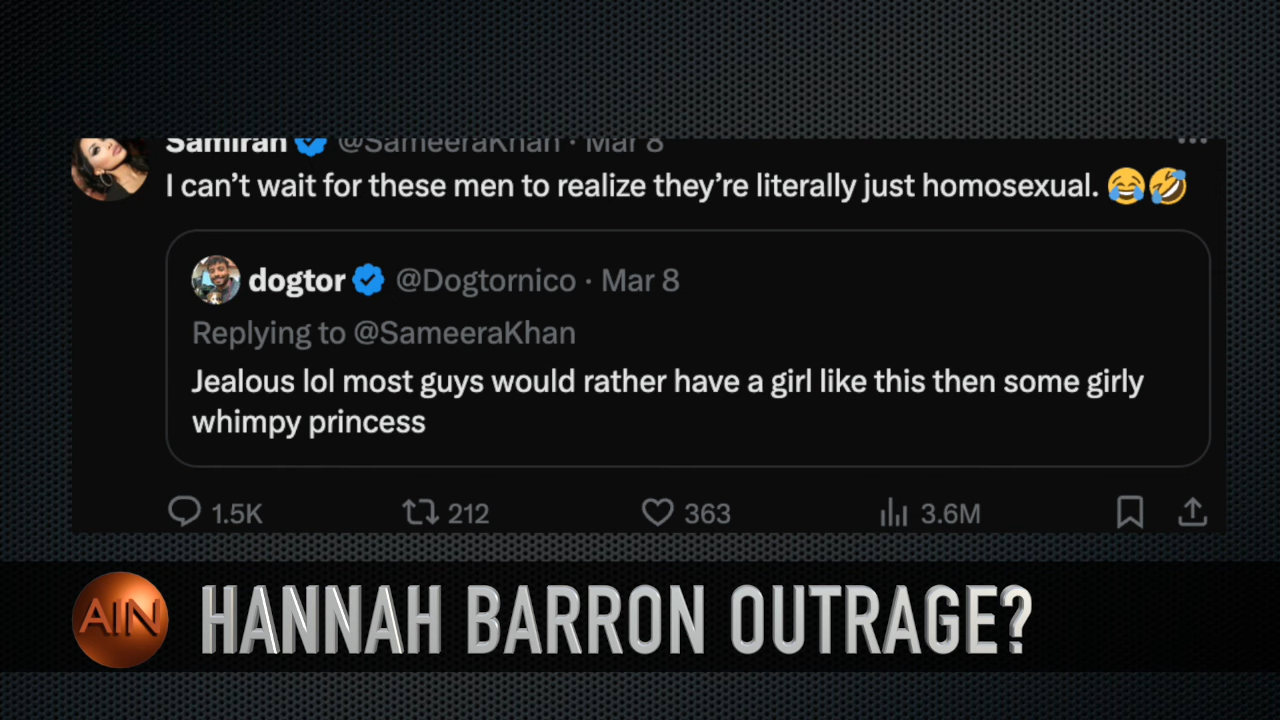 Samirah @SameeraKhan · Mar 8
I can’t wait for these men to realize they’re literally just homosexual. 😂🤣
dogtor @Dogtornico · Mar 8
Replying to @SameeraKhan
Jealous lol most guys would rather have a girl like this then some girly
whimpy princess
1.5K 212 363 3.6M
AIN HANNAH BARRON OUTRAGE?